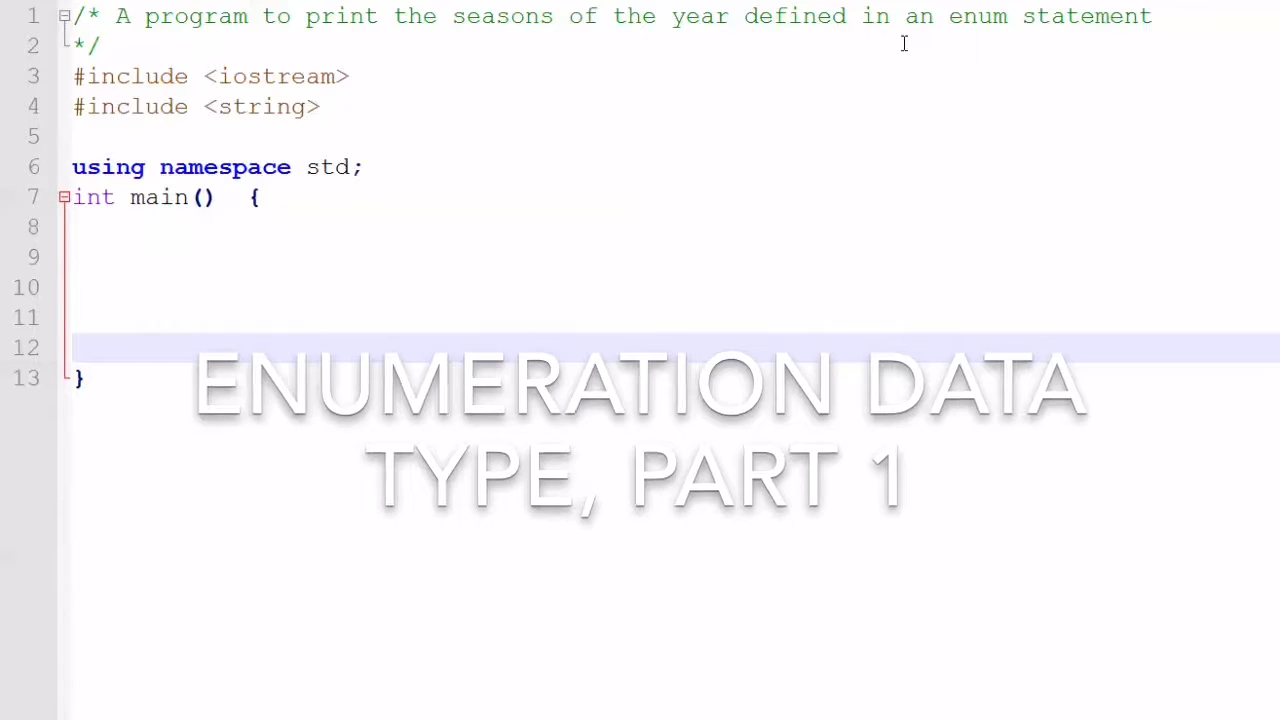 1 /* A program to print the seasons of the year defined in an enum statement
2 */
3 #include <iostream>
4 #include <string>
5
6 using namespace std;
7 int main()  {
8
9
10
11
12
13 }
ENUMERATION DATA
TYPE, PART 1